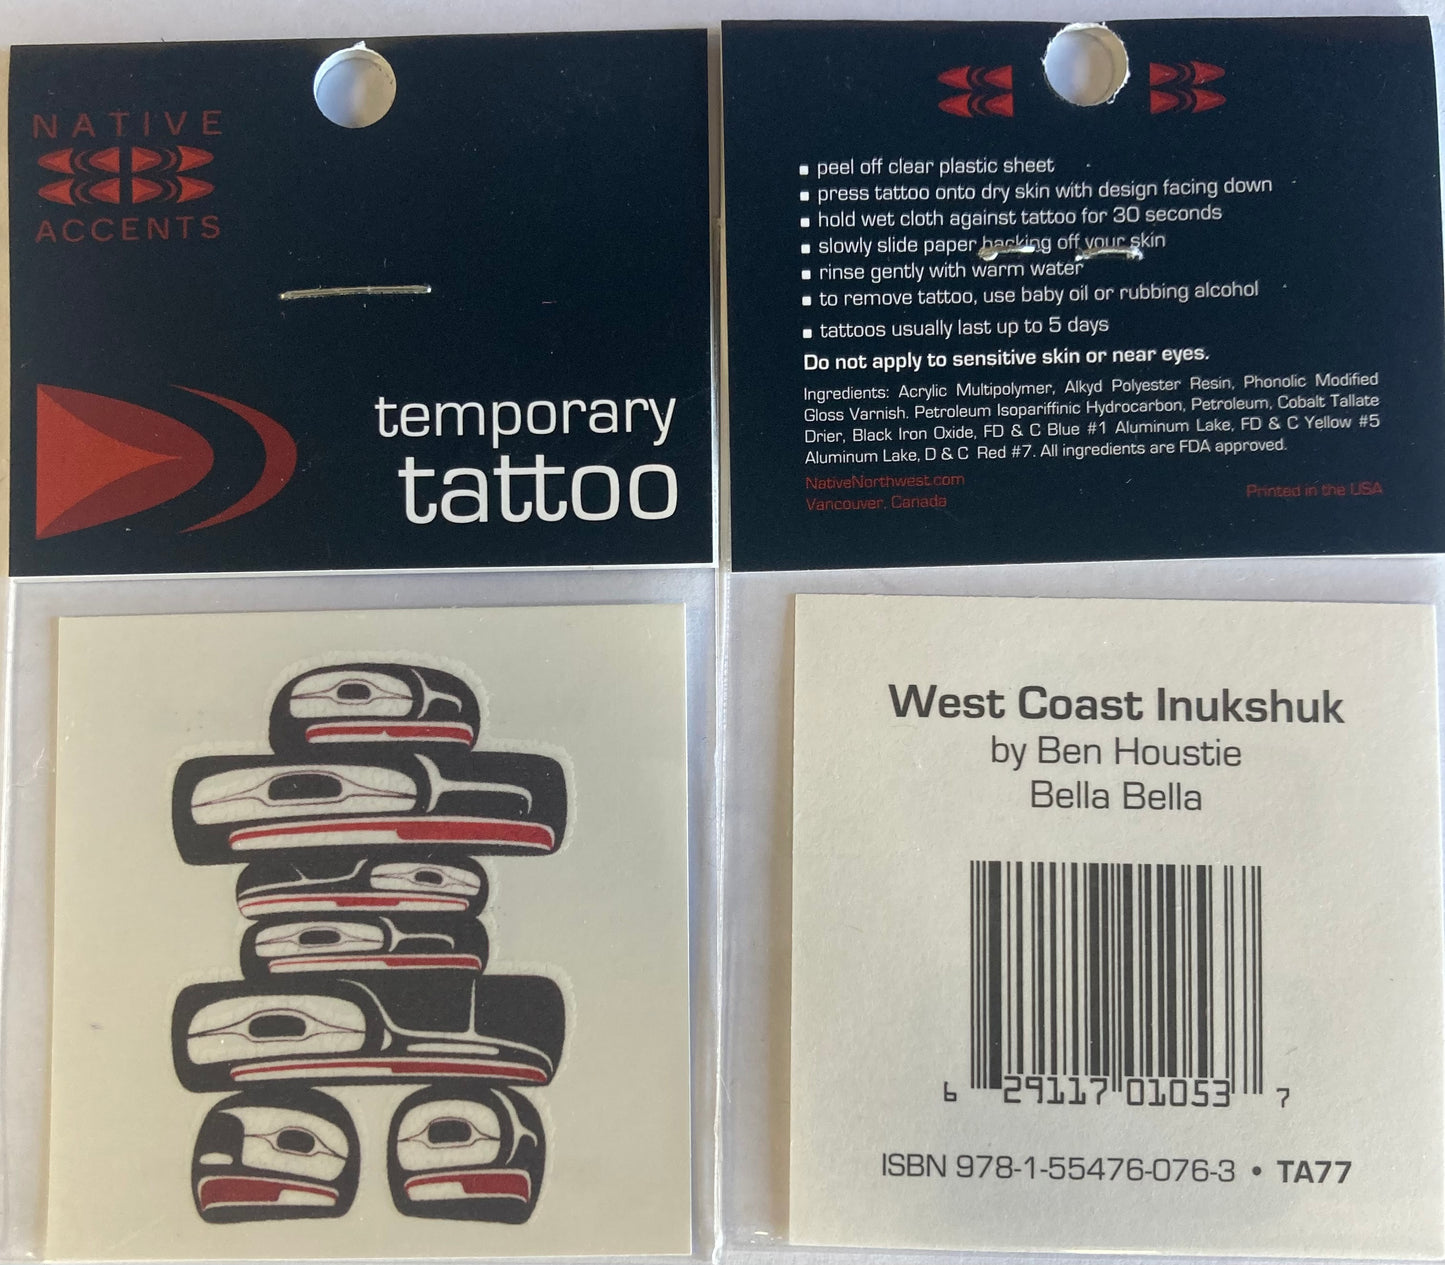 NATIVE
ACCENTS
temporary
tattoo
peel off clear plastic sheet
press tattoo onto dry skin with design facing down
hold wet cloth against tattoo for 30 seconds
slowly slide paper backing off your skin
rinse gently with warm water
to remove tattoo, use baby oil or rubbing alcohol
tattoos usually last up to 5 days
Do not apply to sensitive skin or near eyes.
Ingredients: Acrylic Multipolymer, Alkyd Polyester Resin, Phonolic Modified
Gloss Varnish. Petroleum Isopariffinic Hydrocarbon, Petroleum, Cobalt Tallate
Drier, Black Iron Oxide, FD & C Blue #1 Aluminum Lake, FD & C Yellow #5
Aluminum Lake, D & C Red #7. All ingredients are FDA approved.
NativeNorthwest.com
Vancouver, Canada
Printed in the USA
West Coast Inukshuk
by Ben Houstie
Bella Bella
6 29117 01053 7
ISBN 978-1-55476-076-3 • TA77